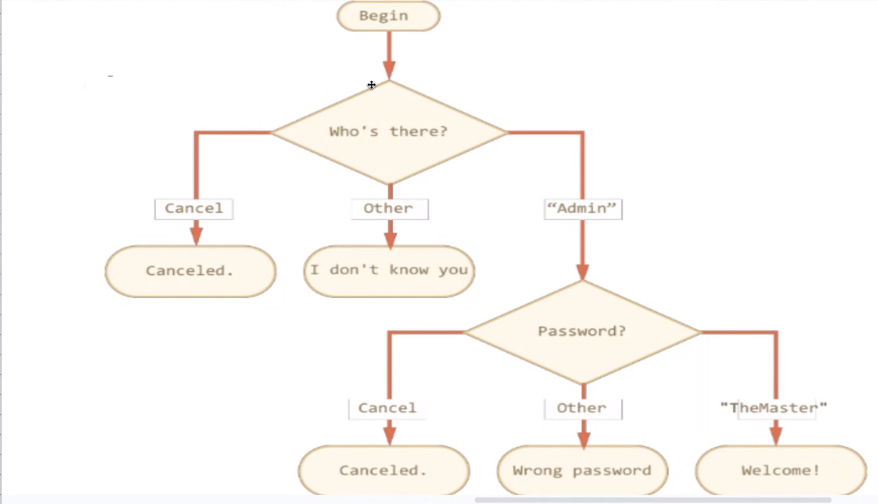 Begin
Who's there?
Cancel
Other
“Admin”
Canceled.
I don't know you
Password?
Cancel
Other
"TheMaster"
Canceled.
Wrong password
Welcome!